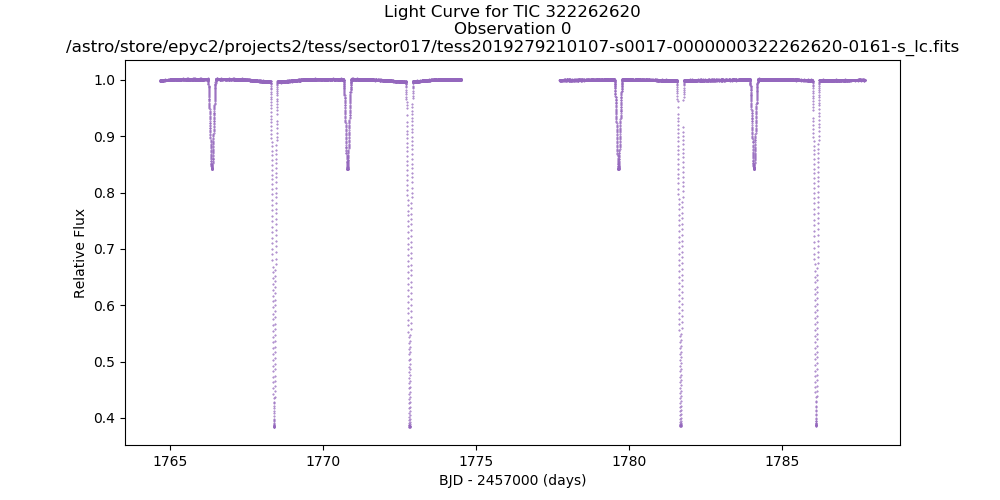 Light Curve for TIC 322262620
Observation 0
/astro/store/epyc2/projects2/tess/sector017/tess2019279210107-s0017-0000000322262620-0161-s_lc.fits
1.0
0.9
0.8
0.7
0.6
0.5
0.4
Relative Flux
1765
1770
1775
1780
1785
BJD - 2457000 (days)